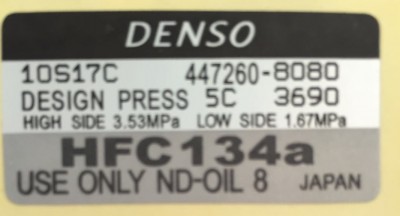 DENSO
10S17C 447260-8080
DESIGN PRESS 5C 3690
HIGH SIDE 3.53MPa LOW SIDE 1.67MPa
HFC134a
USE ONLY ND-OIL 8 JAPAN